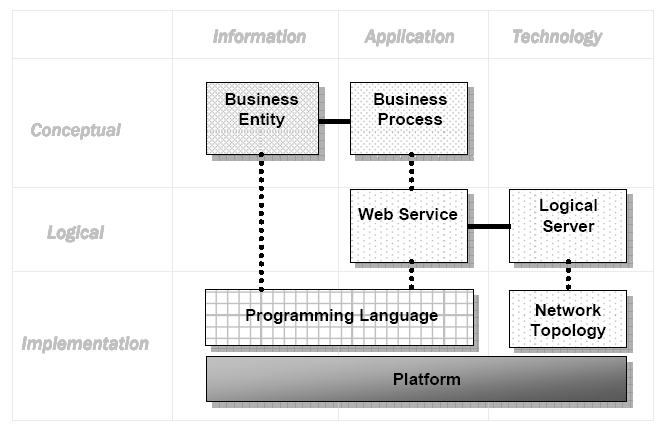 Information
Application
Technology
Conceptual
Business
Entity
Business
Process
Logical
Web Service
Logical
Server
Implementation
Programming Language
Network
Topology
Platform